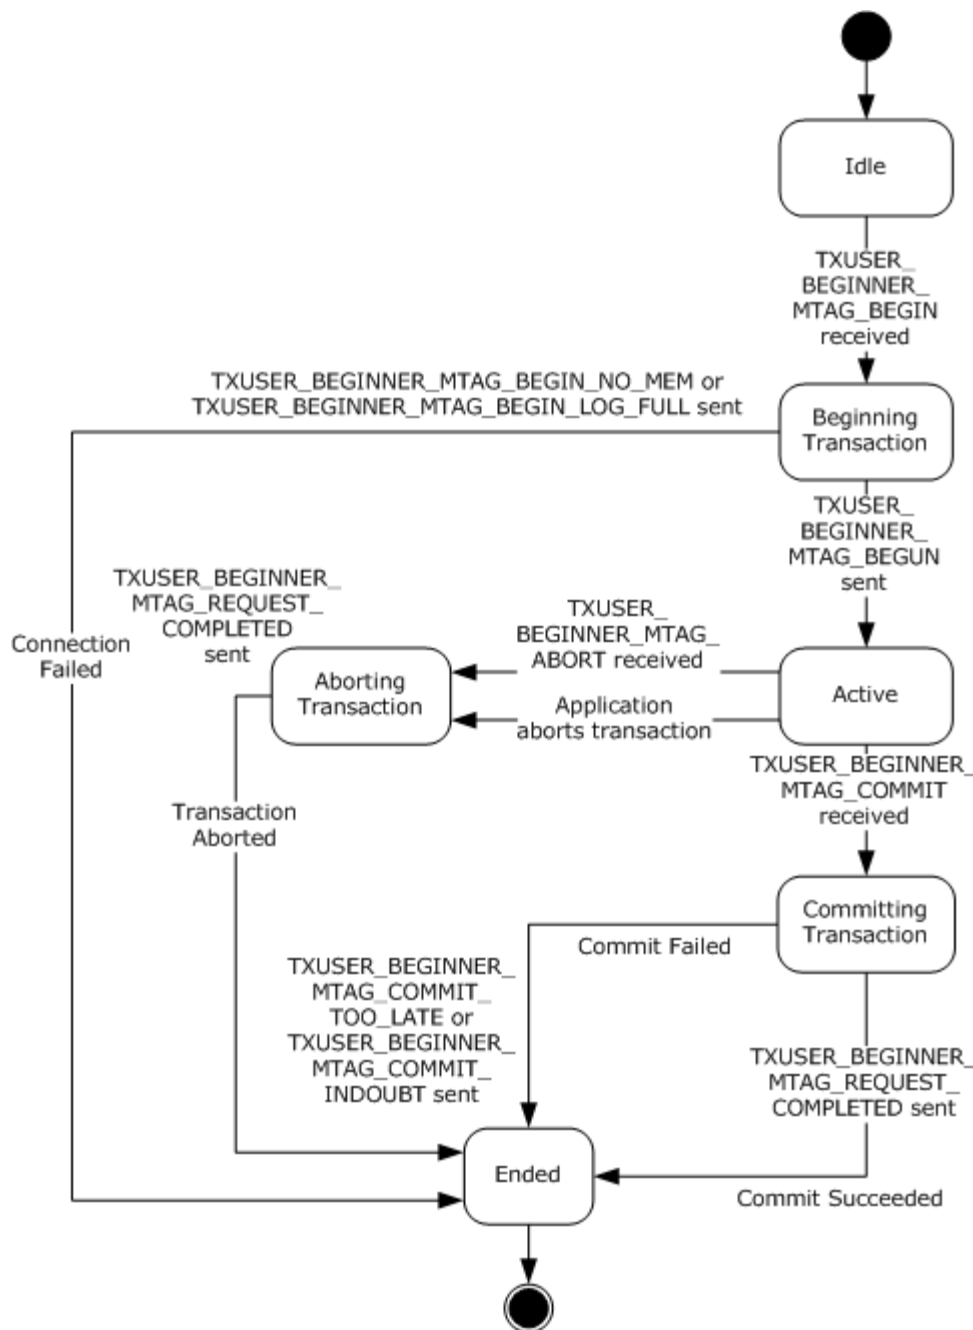 Idle
TXUSER_
BEGINNER_
MTAG_BEGIN
received
TXUSER_BEGINNER_MTAG_BEGIN_NO_MEM or
TXUSER_BEGINNER_MTAG_BEGIN_LOG_FULL sent
Beginning
Transaction
TXUSER_
BEGINNER_
MTAG_BEGUN
sent
TXUSER_BEGINNER_
MTAG_REQUEST_
COMPLETED
sent
Connection
Failed
TXUSER_
BEGINNER_MTAG_
ABORT received
Aborting
Transaction
Application
aborts transaction
Active
TXUSER_BEGINNER_
MTAG_COMMIT
received
Transaction
Aborted
Committing
Transaction
Commit Failed
TXUSER_BEGINNER_
MTAG_COMMIT_
TOO_LATE or
TXUSER_BEGINNER_
MTAG_COMMIT_
INDOUBT sent
TXUSER_BEGINNER_
MTAG_REQUEST_
COMPLETED sent
Ended
Commit Succeeded